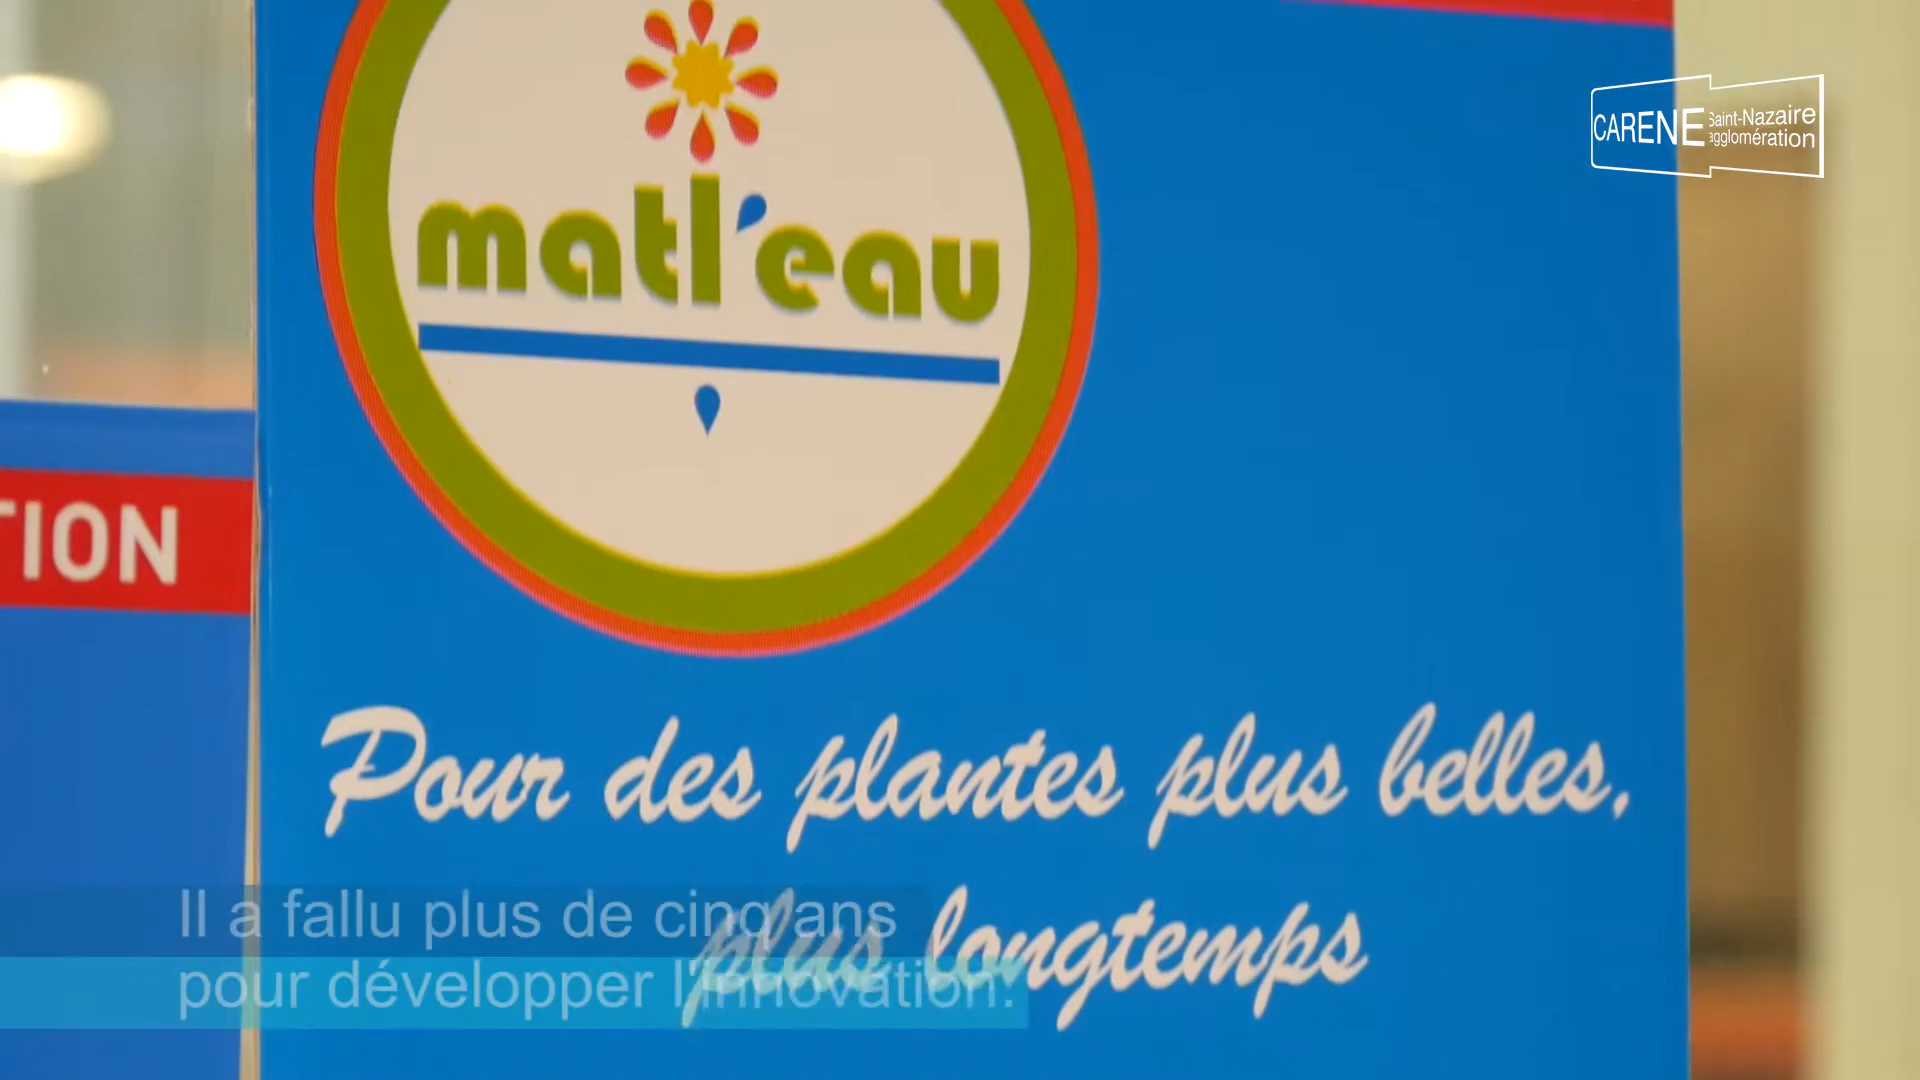 matl'eau
CARENE
Saint-Nazaire
agglomération
TION
Pour des plantes plus belles,
plus longtemps
Il a fallu plus de cinq ans
pour développer l'innovation.